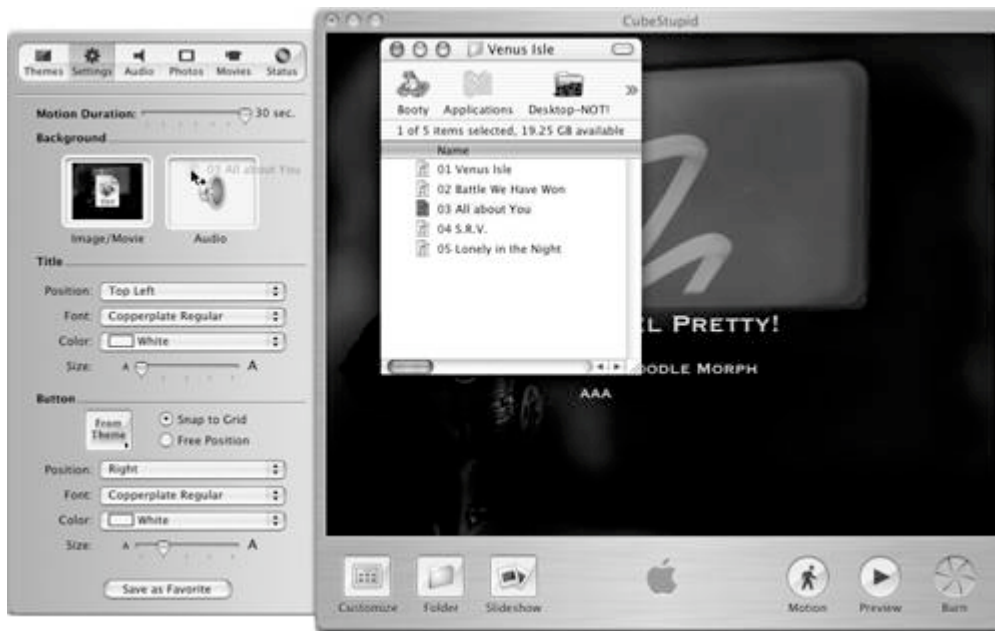 CubeStupid
Themes Settings Audio Photos Movies Status
Motion Duration: 30 sec.
Background
03 All about You
Image/Movie Audio
Title
Position: Top Left
Font: Copperplate Regular
Color: White
Size: A A
Button
From Theme
Snap to Grid
Free Position
Position: Right
Font: Copperplate Regular
Color: White
Size: A A
Save as Favorite
Venus Isle
Booty Applications Desktop-NOT!
1 of 5 items selected, 19.25 GB available
Name
01 Venus Isle
02 Battle We Have Won
03 All about You
04 S.R.V.
05 Lonely in the Night
EL PRETTY!
OODLE MORPH
AAA
Customize Folder Slideshow Motion Preview Burn